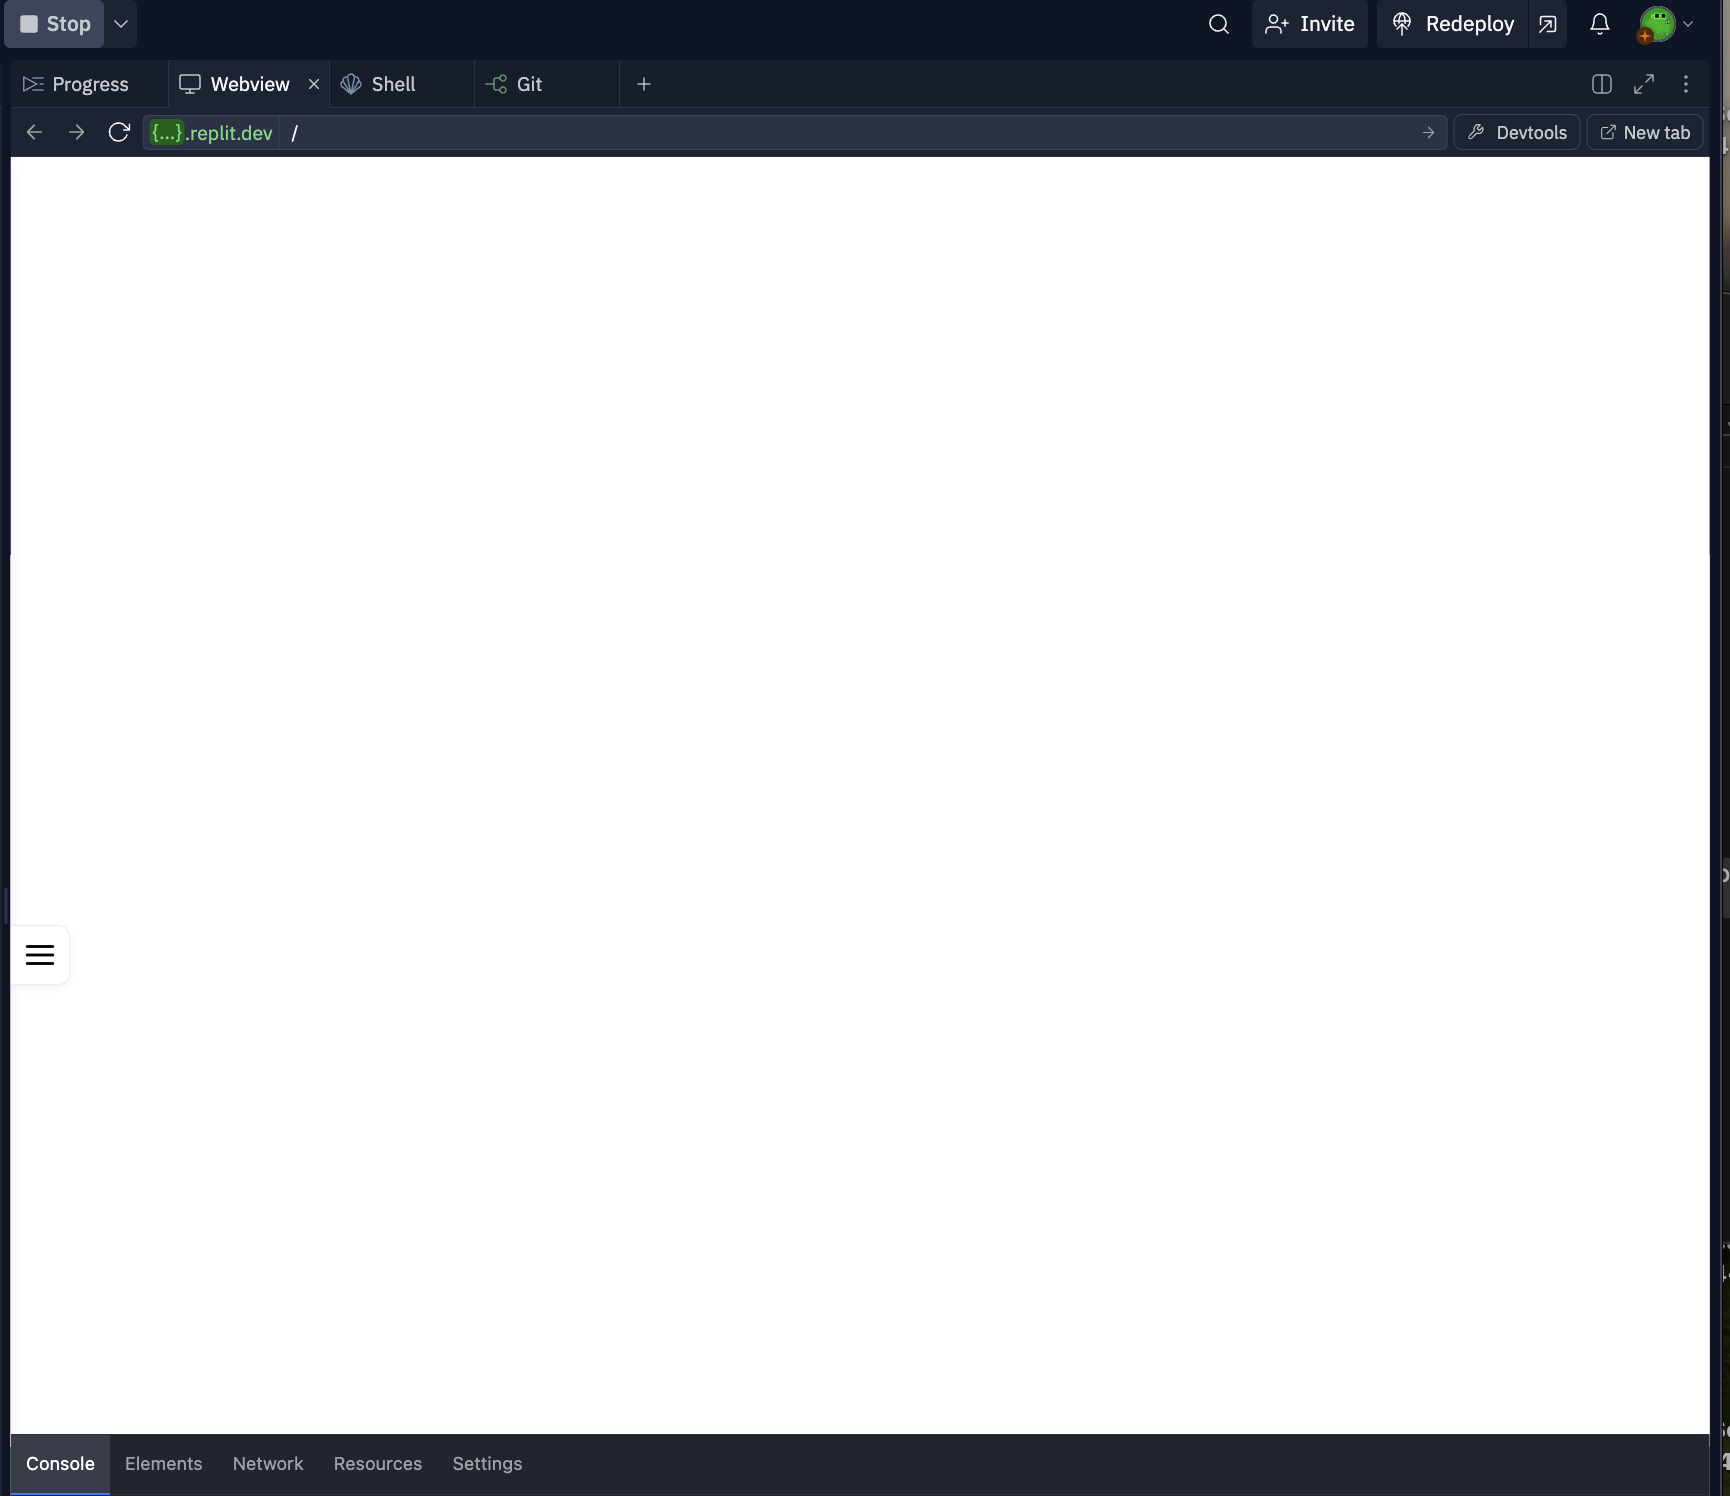 Stop
Invite
Redeploy
Progress
Webview
Shell
Git
{...}.replit.dev /
Devtools
New tab
Console
Elements
Network
Resources
Settings